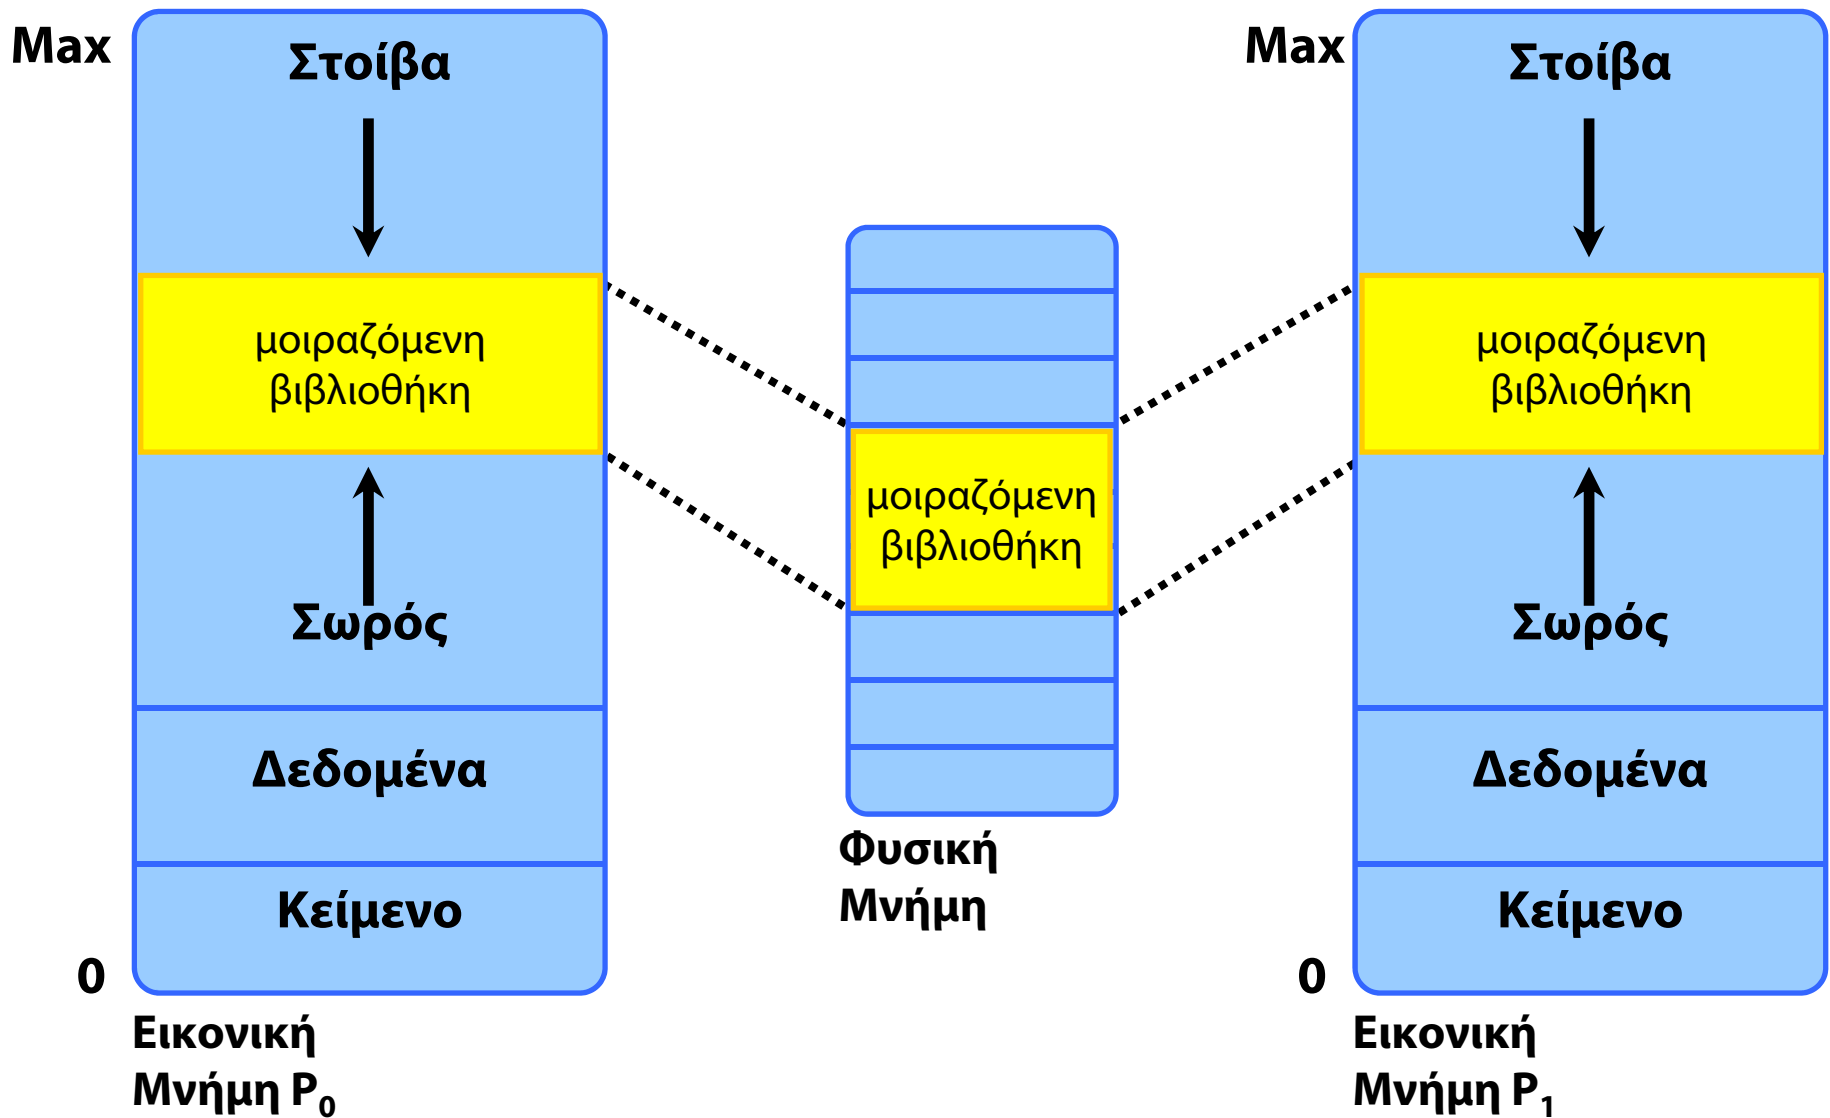 Max
Στοίβα
μοιραζόμενη
βιβλιοθήκη
Σωρός
Δεδομένα
Κείμενο
0
Εικονική
Μνήμη P₀
μοιραζόμενη
βιβλιοθήκη
Φυσική
Μνήμη
Max
Στοίβα
μοιραζόμενη
βιβλιοθήκη
Σωρός
Δεδομένα
Κείμενο
0
Εικονική
Μνήμη P₁